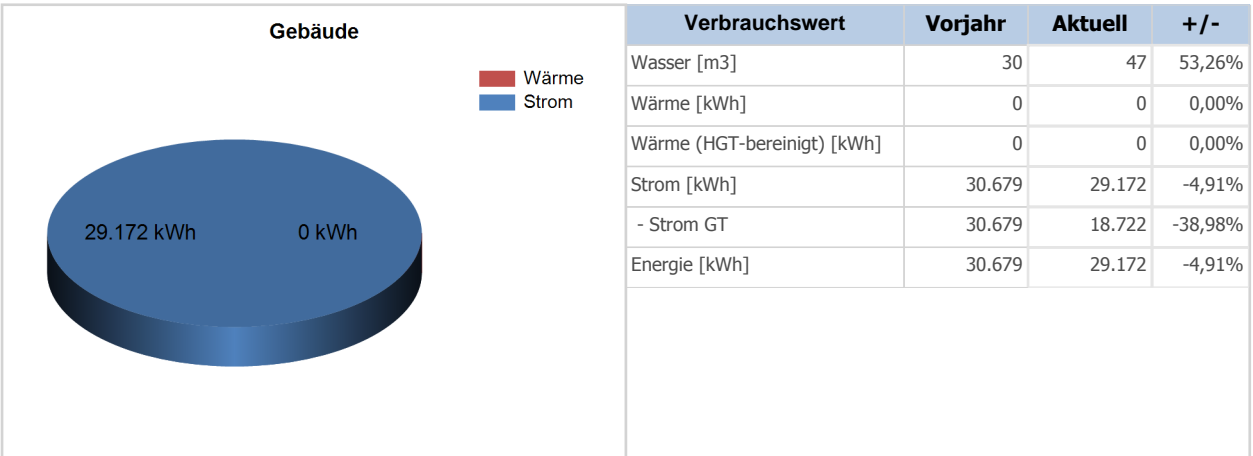 Gebäude
Wärme
Strom
29.172 kWh 0 kWh
Verbrauchswert Vorjahr Aktuell +/-
Wasser [m3] 30 47 53,26%
Wärme [kWh] 0 0 0,00%
Wärme (HGT-bereinigt) [kWh] 0 0 0,00%
Strom [kWh] 30.679 29.172 -4,91%
- Strom GT 30.679 18.722 -38,98%
Energie [kWh] 30.679 29.172 -4,91%